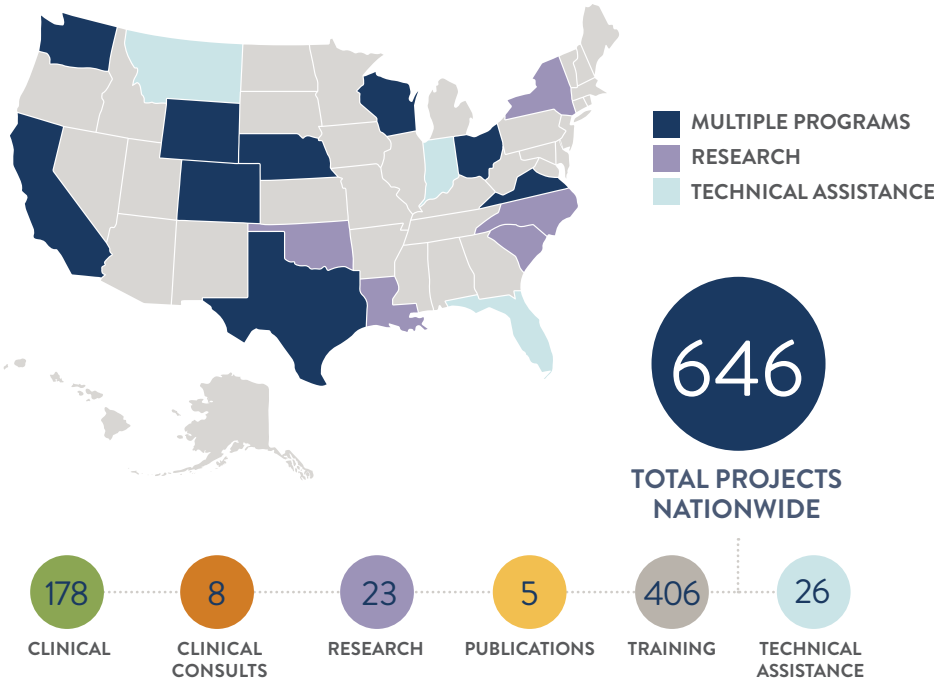 MULTIPLE PROGRAMS
RESEARCH
TECHNICAL ASSISTANCE
646
TOTAL PROJECTS
NATIONWIDE
178
8
23
5
406
26
CLINICAL
CLINICAL
CONSULTS
RESEARCH
PUBLICATIONS
TRAINING
TECHNICAL
ASSISTANCE